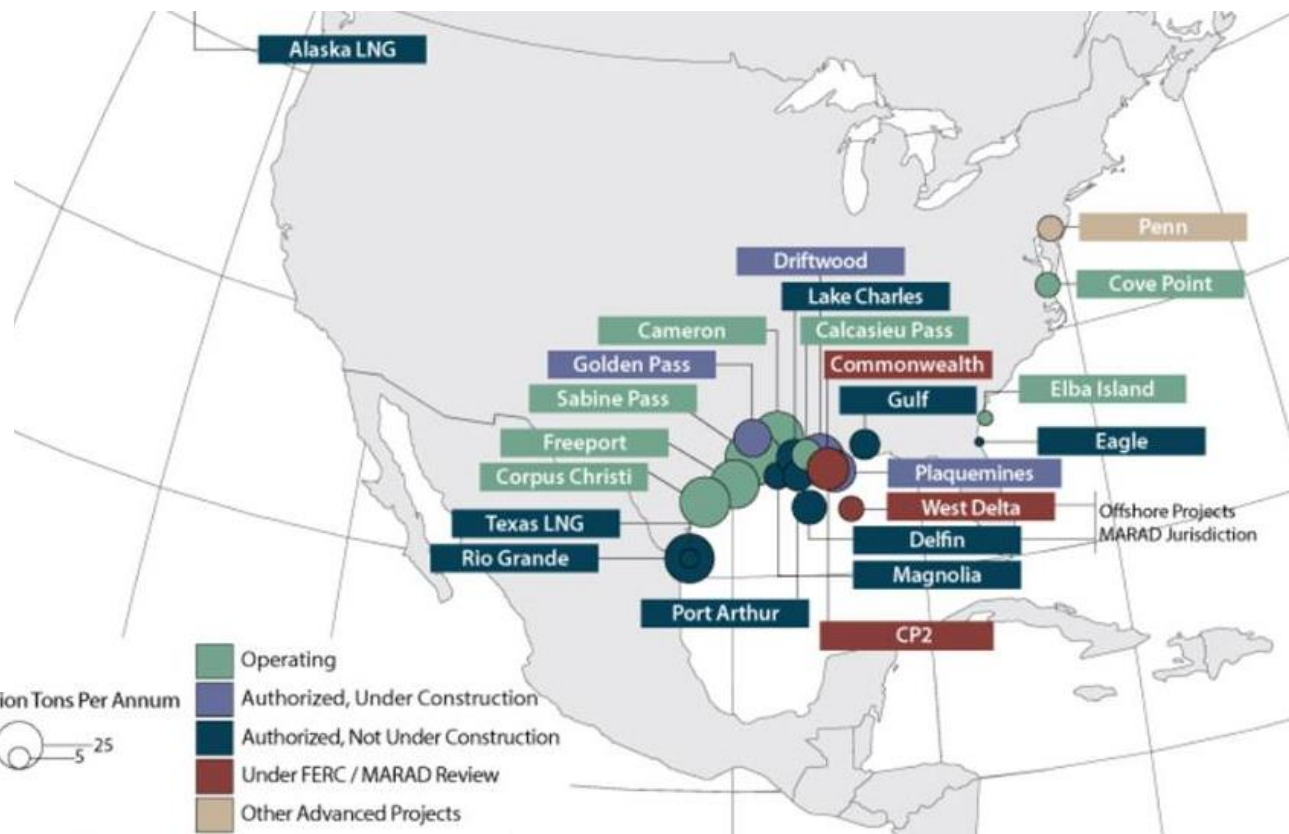 Alaska LNG
Penn
Driftwood
Cove Point
Lake Charles
Cameron
Calcasieu Pass
Golden Pass
Commonwealth
Sabine Pass
Gulf
Elba Island
Freeport
Eagle
Corpus Christi
Plaquemines
West Delta
Offshore Projects
MARAD Jurisdiction
Texas LNG
Delfin
Rio Grande
Magnolia
Port Arthur
CP2
Operating
ion Tons Per Annum
Authorized, Under Construction
25
5
Authorized, Not Under Construction
Under FERC / MARAD Review
Other Advanced Projects